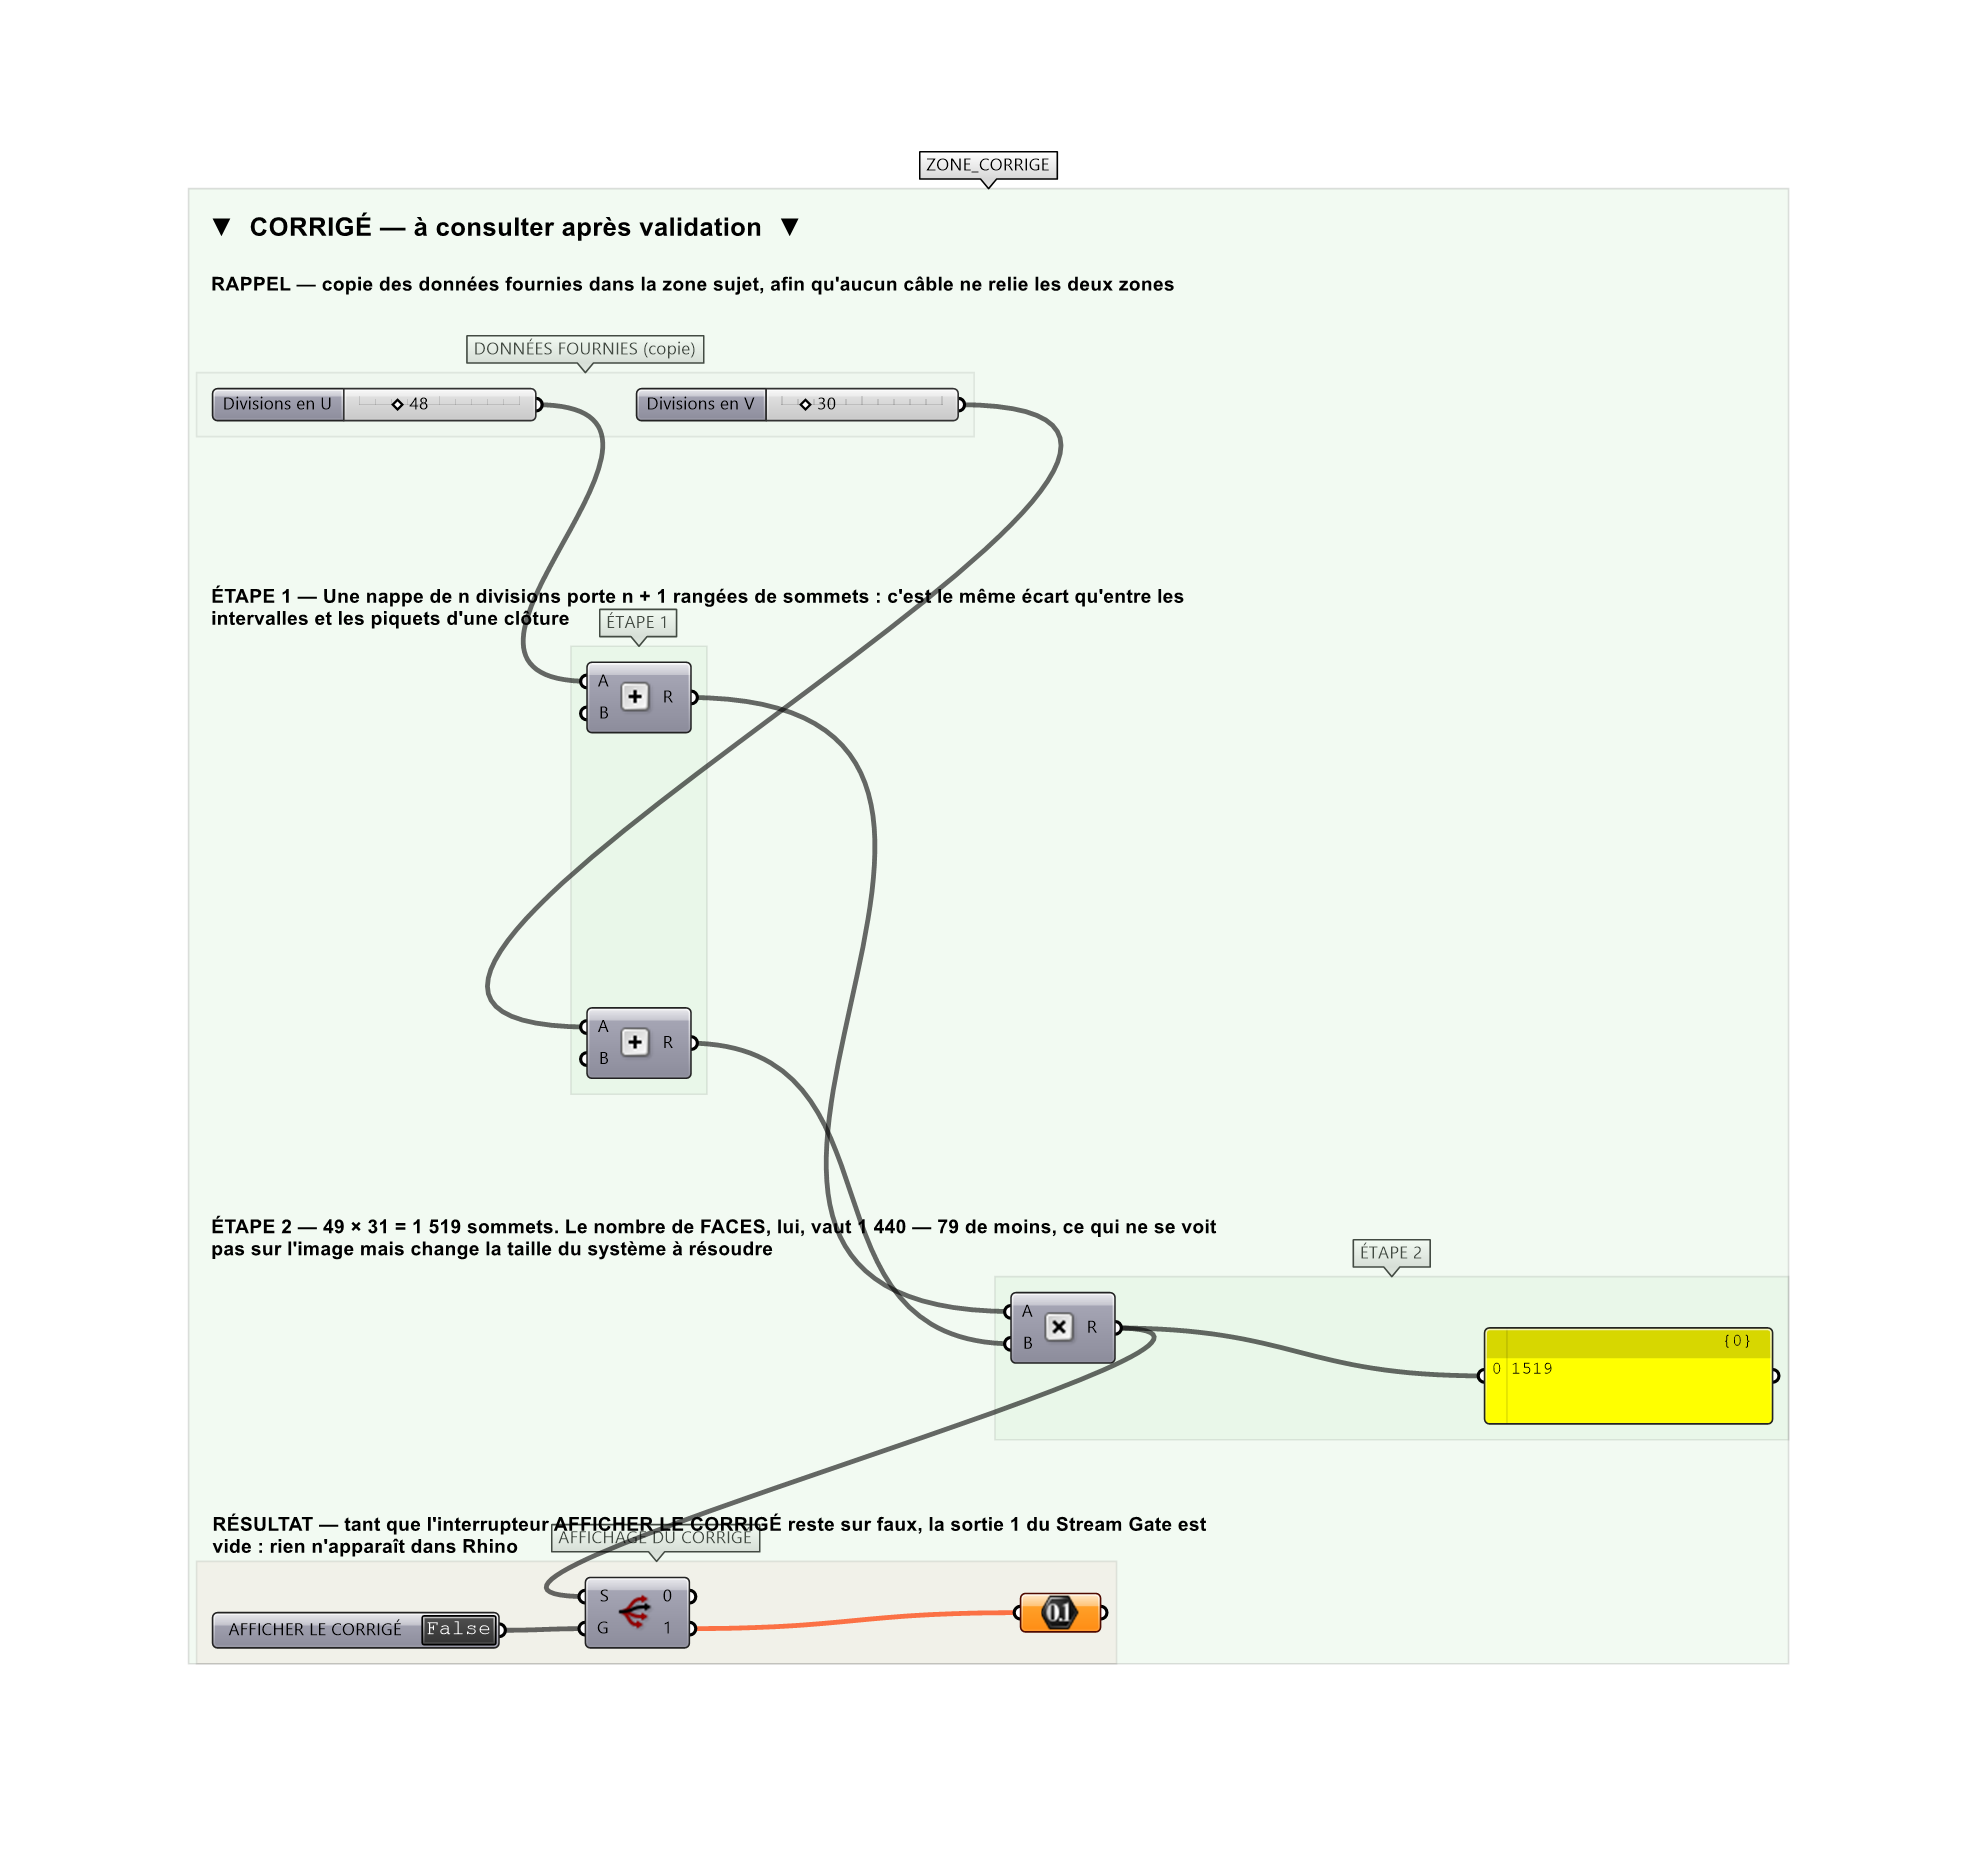 ZONE_CORRIGE
▼ CORRIGÉ — à consulter après validation ▼
RAPPEL — copie des données fournies dans la zone sujet, afin qu'aucun câble ne relie les deux zones
DONNÉES FOURNIES (copie)
Divisions en U 48
Divisions en V 30
ÉTAPE 1 — Une nappe de n divisions porte n + 1 rangées de sommets : c'est le même écart qu'entre les
intervalles et les piquets d'une clôture
ÉTAPE 1
A
B
R
A
B
R
ÉTAPE 2 — 49 × 31 = 1 519 sommets. Le nombre de FACES, lui, vaut 1 440 — 79 de moins, ce qui ne se voit
pas sur l'image mais change la taille du système à résoudre
ÉTAPE 2
A
B
R
{0}
0 1519
RÉSULTAT — tant que l'interrupteur AFFICHER LE CORRIGÉ reste sur faux, la sortie 1 du Stream Gate est
vide : rien n'apparaît dans Rhino
AFFICHAGE DU CORRIGÉ
AFFICHER LE CORRIGÉ False
S 0
G 1
0.1